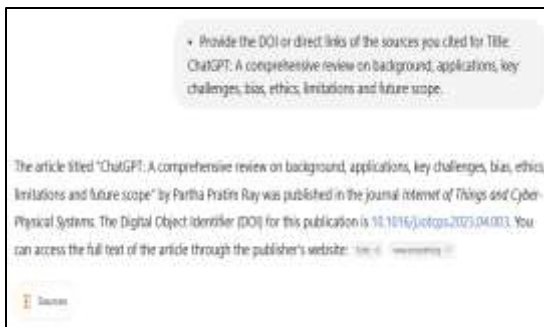 • Provide the DOI or direct links of the sources you cited for Title:
ChatGPT: A comprehensive review on background, applications, key
challenges, bias, ethics, limitations and future scope.
The article titled "ChatGPT: A comprehensive review on background, applications, key challenges, bias, ethics,
limitations and future scope" by Partha Pratim Ray was published in the journal Internet of Things and Cyber-
Physical Systems. The Digital Object Identifier (DOI) for this publication is 10.1016/j.iotcps.2023.04.003. You
can access the full text of the article through the publisher's website:
Sources